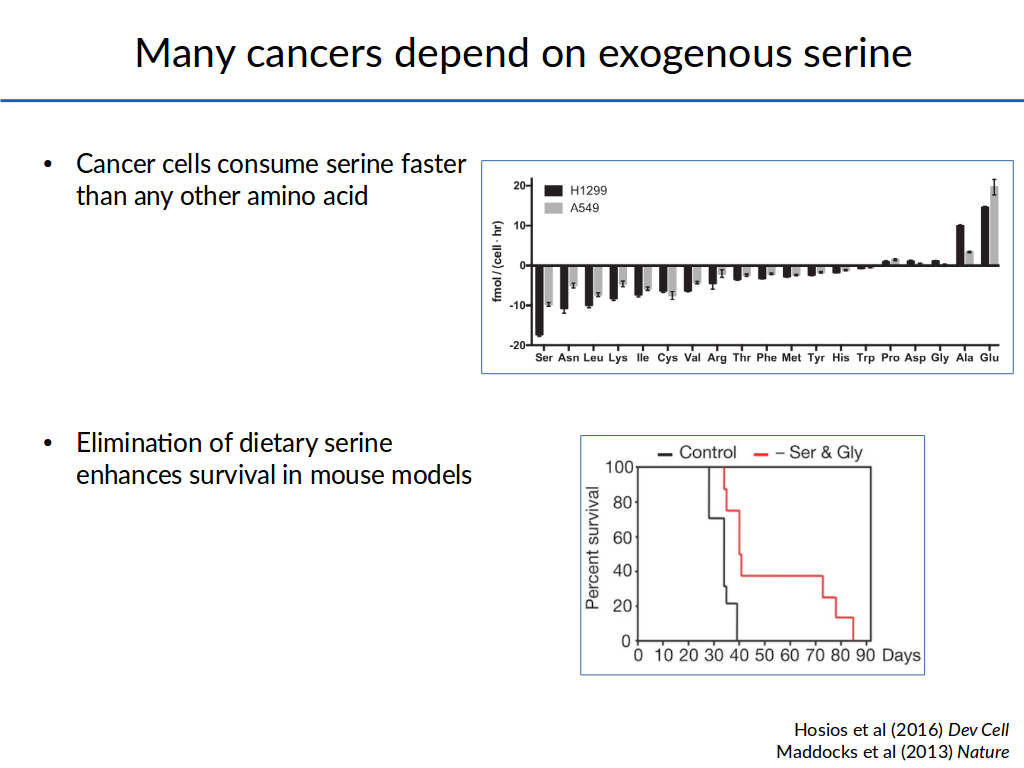 Many cancers depend on exogenous serine
• Cancer cells consume serine faster
than any other amino acid
H1299
A549
fmol / (cell · hr)
20
10
0
-10
-20
Ser Asn Leu Lys Ile Cys Val Arg Thr Phe Met Tyr His Trp Pro Asp Gly Ala Glu
• Elimination of dietary serine
enhances survival in mouse models
Control – Ser & Gly
Percent survival
100
80
60
40
20
0
0 10 20 30 40 50 60 70 80 90 Days
Hosios et al (2016) Dev Cell
Maddocks et al (2013) Nature